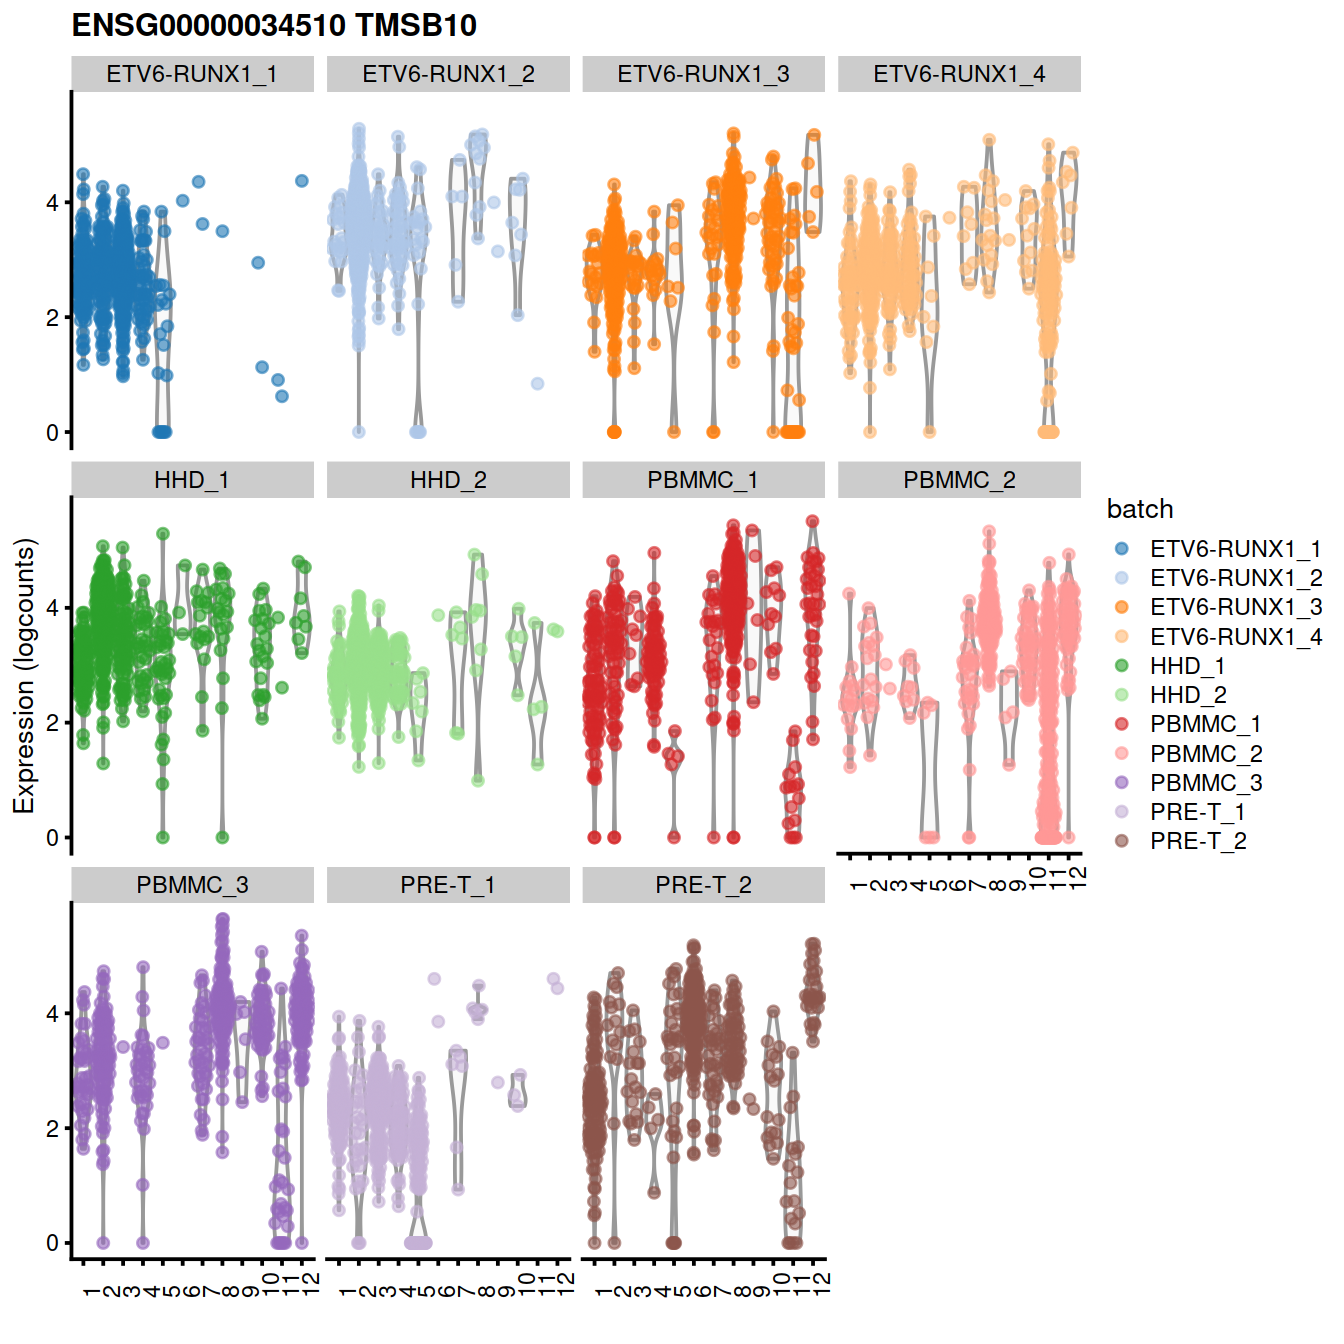 ENSG00000034510 TMSB10
ETV6-RUNX1_1 ETV6-RUNX1_2 ETV6-RUNX1_3 ETV6-RUNX1_4
4
2
0
HHD_1 HHD_2 PBMMC_1 PBMMC_2
4
2
0
Expression (logcounts)
1 2 3 4 5 6 7 8 9 10 11 12
PBMMC_3 PRE-T_1 PRE-T_2
4
2
0
1 2 3 4 5 6 7 8 9 10 11 12
1 2 3 4 5 6 7 8 9 10 11 12
1 2 3 4 5 6 7 8 9 10 11 12
batch
ETV6-RUNX1_1
ETV6-RUNX1_2
ETV6-RUNX1_3
ETV6-RUNX1_4
HHD_1
HHD_2
PBMMC_1
PBMMC_2
PBMMC_3
PRE-T_1
PRE-T_2